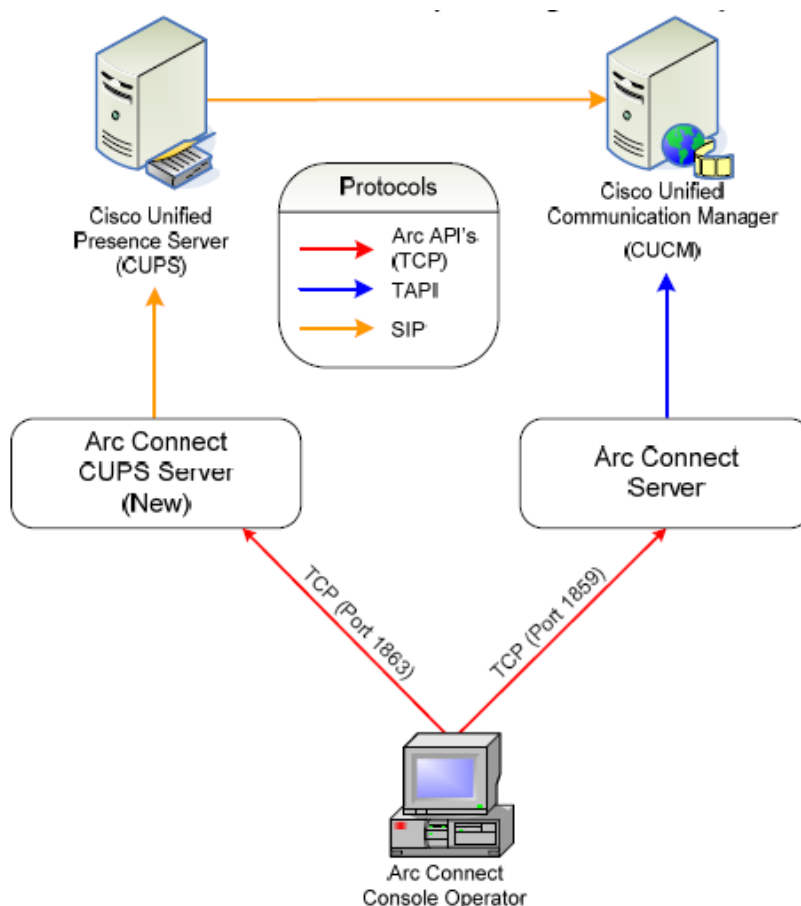 Protocols
Arc API's
(TCP)
TAPI
SIP
Cisco Unified
Presence Server
(CUPS)
Cisco Unified
Communication Manager
(CUCM)
Arc Connect
CUPS Server
(New)
Arc Connect
Server
TCP (Port 1863)
TCP (Port 1859)
Arc Connect
Console Operator